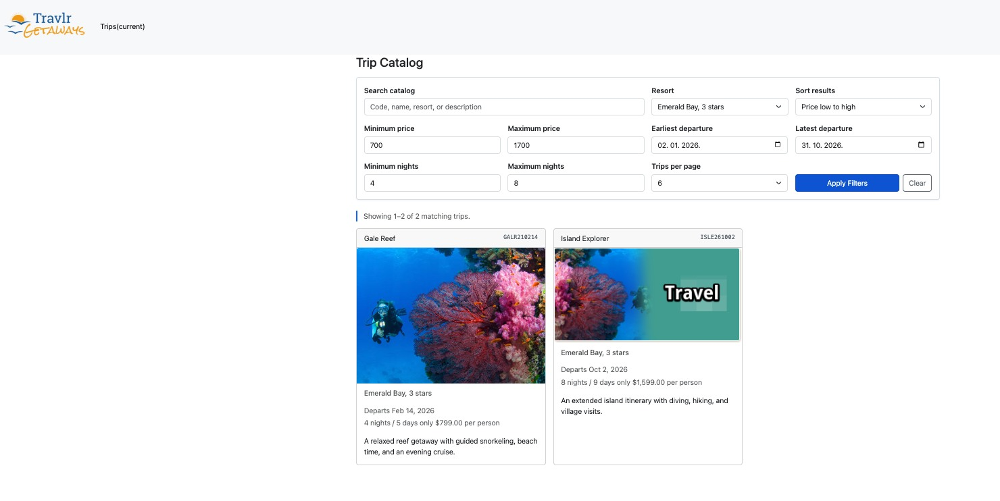 Travlr
GETAWAYS
Trips(current)
Trip Catalog
Search catalog
Resort
Sort results
Code, name, resort, or description
Emerald Bay, 3 stars
Price low to high
Minimum price
Maximum price
Earliest departure
Latest departure
700
1700
02. 01. 2026.
31. 10. 2026.
Minimum nights
Maximum nights
Trips per page
4
8
6
Apply Filters
Clear
Showing 1–2 of 2 matching trips.
Gale Reef
GALR210214
Emerald Bay, 3 stars
Departs Feb 14, 2026
4 nights / 5 days only $799.00 per person
A relaxed reef getaway with guided snorkeling, beach
time, and an evening cruise.
Island Explorer
ISLE261002
Travel
Emerald Bay, 3 stars
Departs Oct 2, 2026
8 nights / 9 days only $1,599.00 per person
An extended island itinerary with diving, hiking, and
village visits.